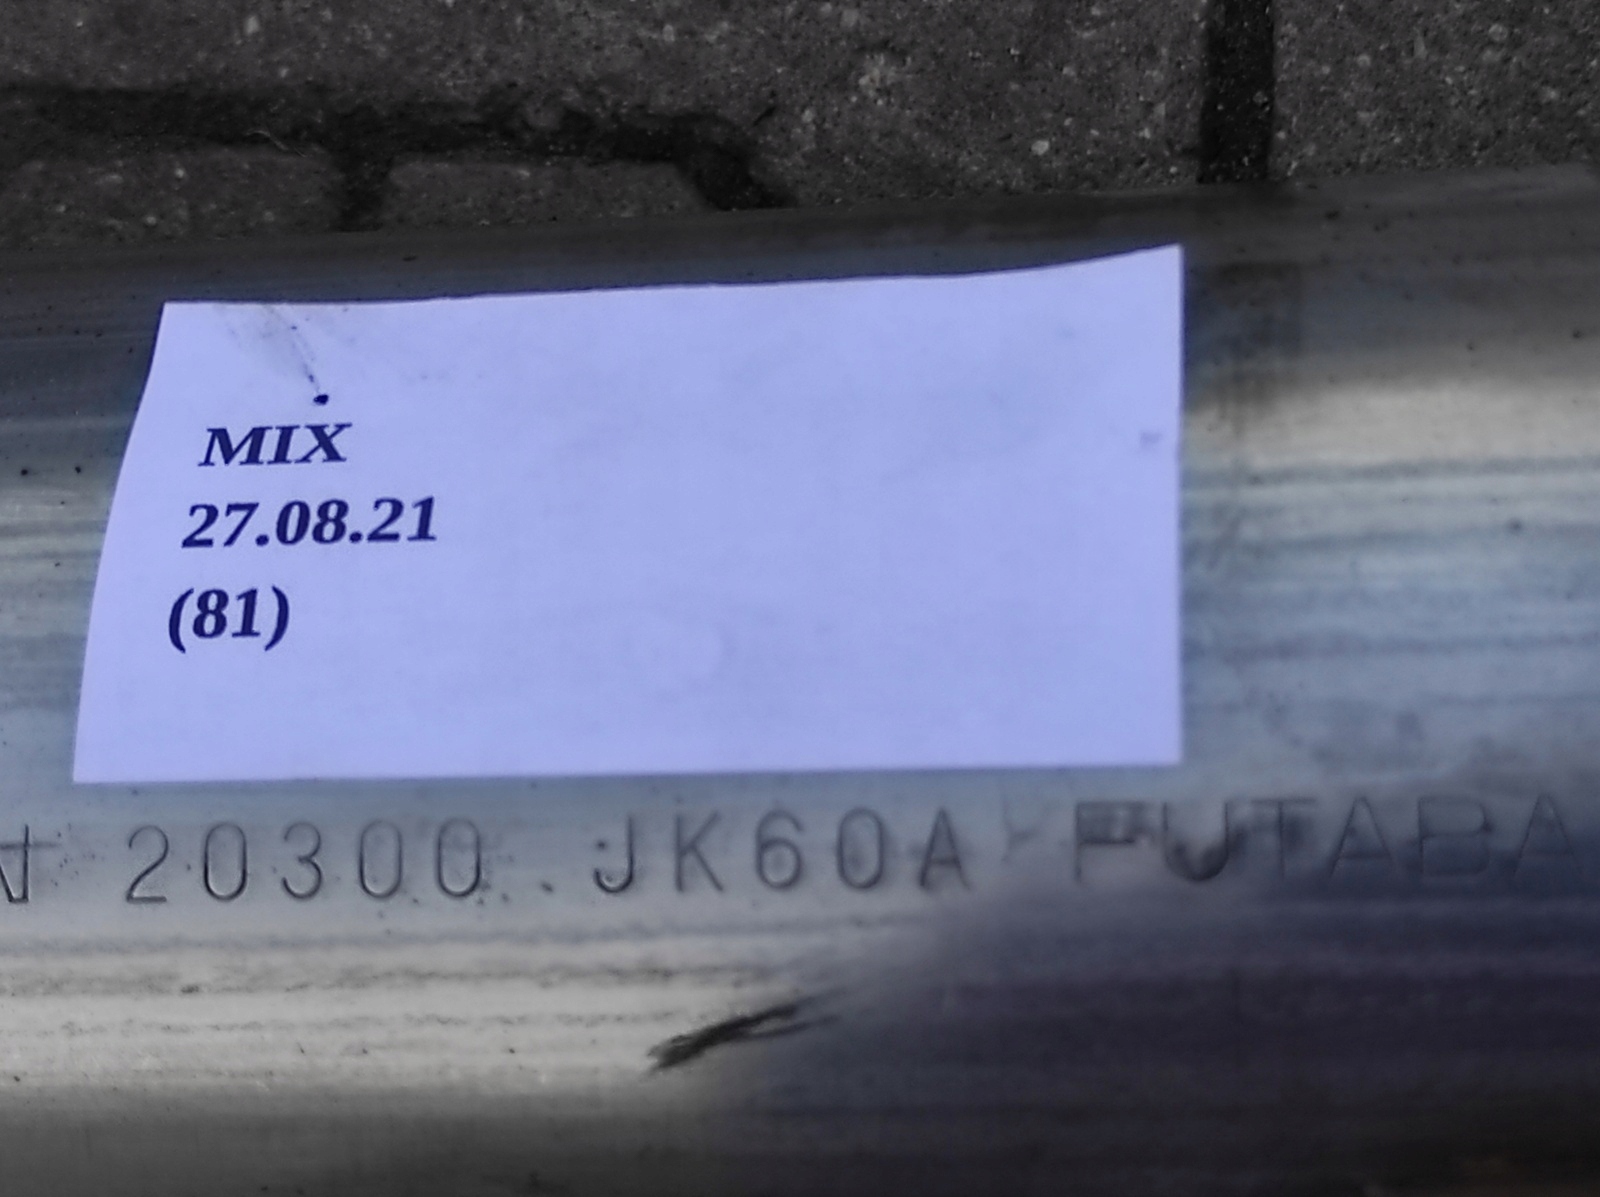 MIX
27.08.21
(81)
20300 JK60A FUTABA